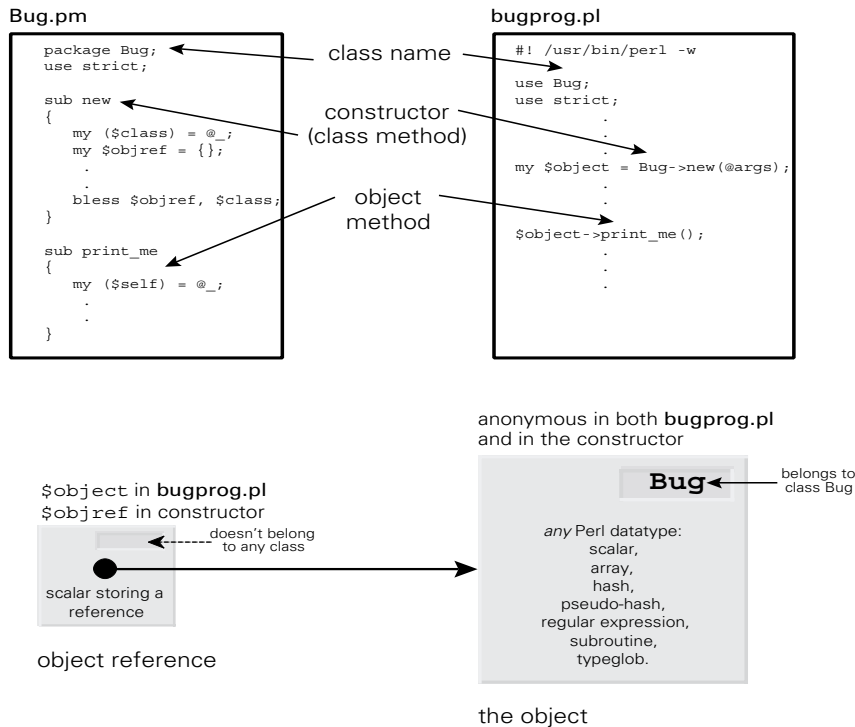 Bug.pm
package Bug;
use strict;
sub new
{
my ($class) = @_;
my $objref = {};
.
.
bless $objref, $class;
}
sub print_me
{
my ($self) = @_;
.
.
}
class name
constructor
(class method)
object
method
bugprog.pl
#! /usr/bin/perl -w
use Bug;
use strict;
.
.
.
my $object = Bug->new(@args);
.
.
.
$object->print_me();
.
.
.
.
$object in bugprog.pl
$objref in constructor
doesn't belong
to any class
scalar storing a
reference
object reference
anonymous in both bugprog.pl
and in the constructor
Bug
belongs to
class Bug
any Perl datatype:
scalar,
array,
hash,
pseudo-hash,
regular expression,
subroutine,
typeglob.
the object